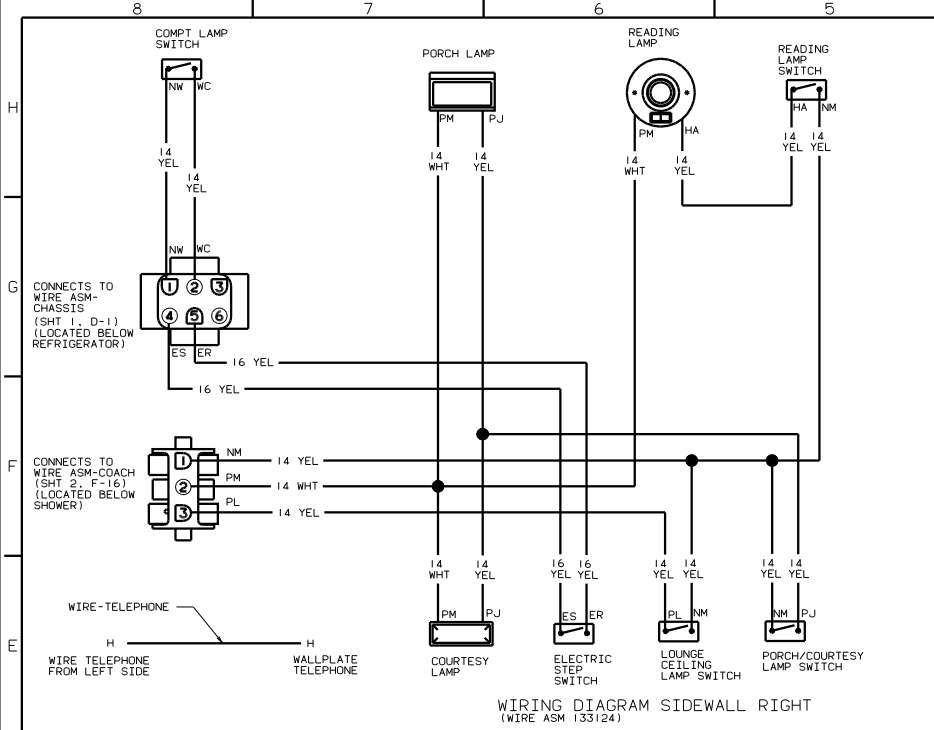 8
7
6
5
COMPT LAMP
SWITCH
PORCH LAMP
READING
LAMP
READING
LAMP
SWITCH
H
NW WC
PM PJ
PM HA
HA NM
14
YEL
14
YEL
14
WHT
14
YEL
14
WHT
14
YEL
14
YEL
14
YEL
NW WC
G
CONNECTS TO
WIRE ASM-
CHASSIS
(SHT 1, D-1)
(LOCATED BELOW
REFRIGERATOR)
1 2 3
4 5 6
ES ER
16 YEL
16 YEL
F
CONNECTS TO
WIRE ASM-COACH
(SHT 2, F-16)
(LOCATED BELOW
SHOWER)
1 NM 14 YEL
2 PM 14 WHT
3 PL 14 YEL
14
WHT
14
YEL
16
YEL
16
YEL
14
YEL
14
YEL
14
YEL
14
YEL
E
WIRE-TELEPHONE
H H
WIRE TELEPHONE
FROM LEFT SIDE
WALLPLATE
TELEPHONE
PM PJ
COURTESY
LAMP
ES ER
ELECTRIC
STEP
SWITCH
PL NM
LOUNGE
CEILING
LAMP SWITCH
NM PJ
PORCH/COURTESY
LAMP SWITCH
WIRING DIAGRAM SIDEWALL RIGHT
(WIRE ASM 133124)